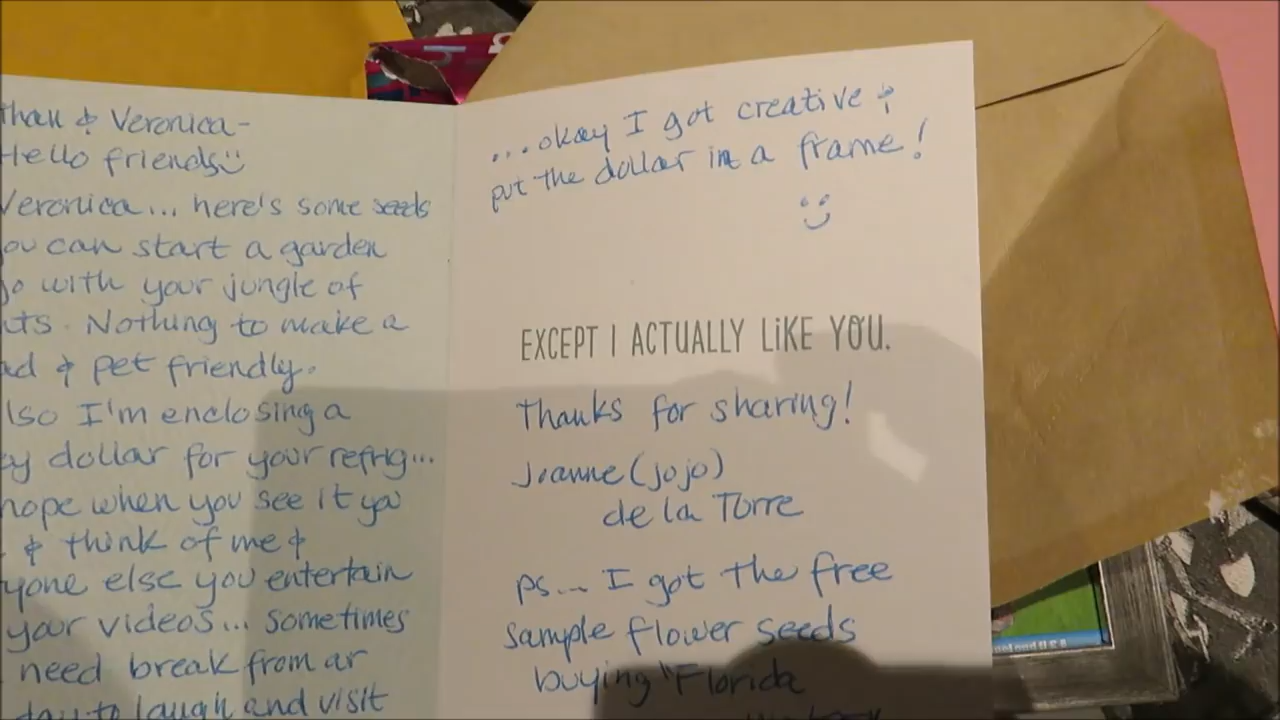 than & Veronica-
Hello friends
Veronica... here's some seeds
ou can start a garden
go with your jungle of
nts. Nothing to make a
ad & pet friendly.
lso I'm enclosing a
ey dollar for your refrig...
hope when you see it you
& think of me &
yone else you entertain
your videos... sometimes
need break from ar
day to laugh and visit
...okay I got creative &
put the dollar in a frame!
EXCEPT I ACTUALLY LIKE YOU.
Thanks for sharing!
Joanne (jojo)
de la Torre
ps... I got the free
sample flower seeds
buying "Florida